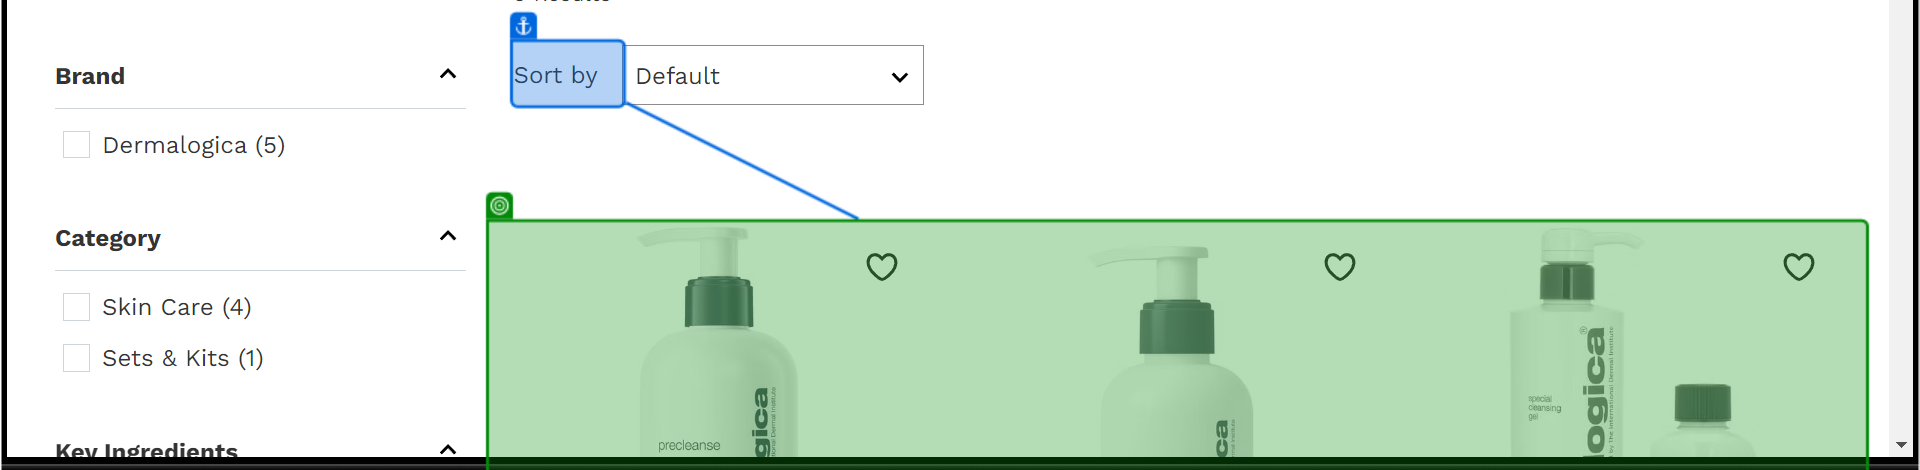 Brand
Dermalogica (5)
Category
Skin Care (4)
Sets & Kits (1)
Key Ingredients
Sort by
Default
precleanse
gica
ca
special
cleansing
gel
logica